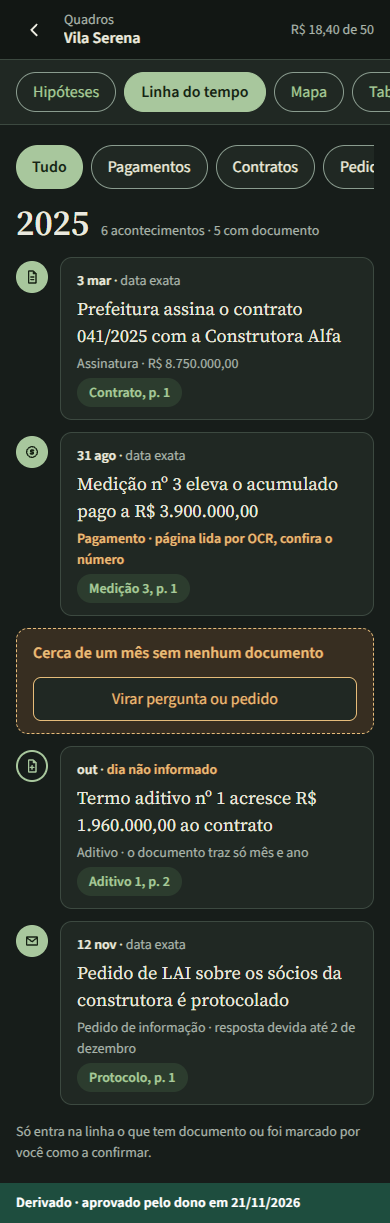 Quadros
Vila Serena
R$ 18,40 de 50
Hipóteses
Linha do tempo
Mapa
Tab
Tudo
Pagamentos
Contratos
Pedid
2025 6 acontecimentos · 5 com documento
3 mar · data exata
Prefeitura assina o contrato
041/2025 com a Construtora Alfa
Assinatura · R$ 8.750.000,00
Contrato, p. 1
31 ago · data exata
Medição nº 3 eleva o acumulado
pago a R$ 3.900.000,00
Pagamento · página lida por OCR, confira o
número
Medição 3, p. 1
Cerca de um mês sem nenhum documento
Virar pergunta ou pedido
out · dia não informado
Termo aditivo nº 1 acresce R$
1.960.000,00 ao contrato
Aditivo · o documento traz só mês e ano
Aditivo 1, p. 2
12 nov · data exata
Pedido de LAI sobre os sócios da
construtora é protocolado
Pedido de informação · resposta devida até 2 de
dezembro
Protocolo, p. 1
Só entra na linha o que tem documento ou foi marcado por
você como a confirmar.
Derivado · aprovado pelo dono em 21/11/2026